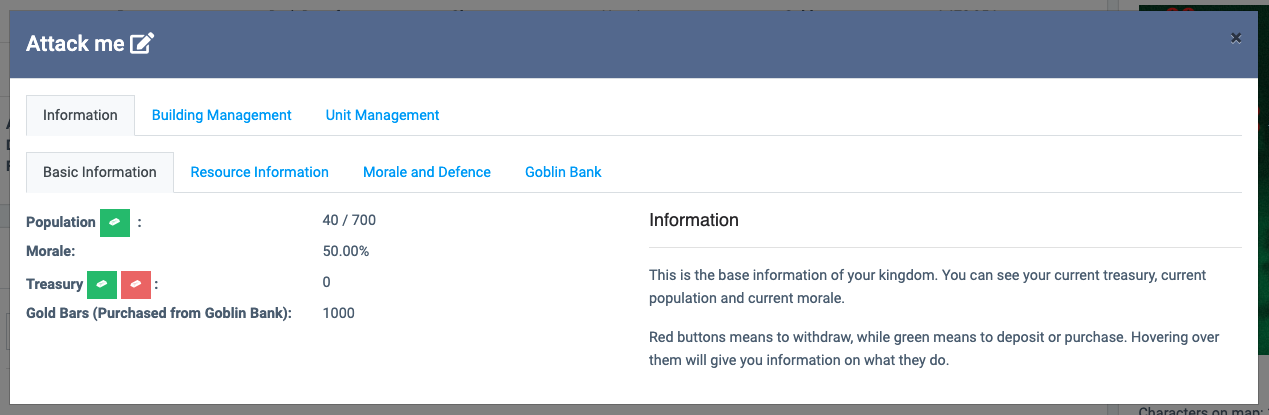 Attack me
×
Information Building Management Unit Management
Basic Information Resource Information Morale and Defence Goblin Bank
Population :
40 / 700
Morale:
50.00%
Treasury :
0
Gold Bars (Purchased from Goblin Bank):
1000
Information
This is the base information of your kingdom. You can see your current treasury, current
population and current morale.
Red buttons means to withdraw, while green means to deposit or purchase. Hovering over
them will give you information on what they do.
Characters on map: